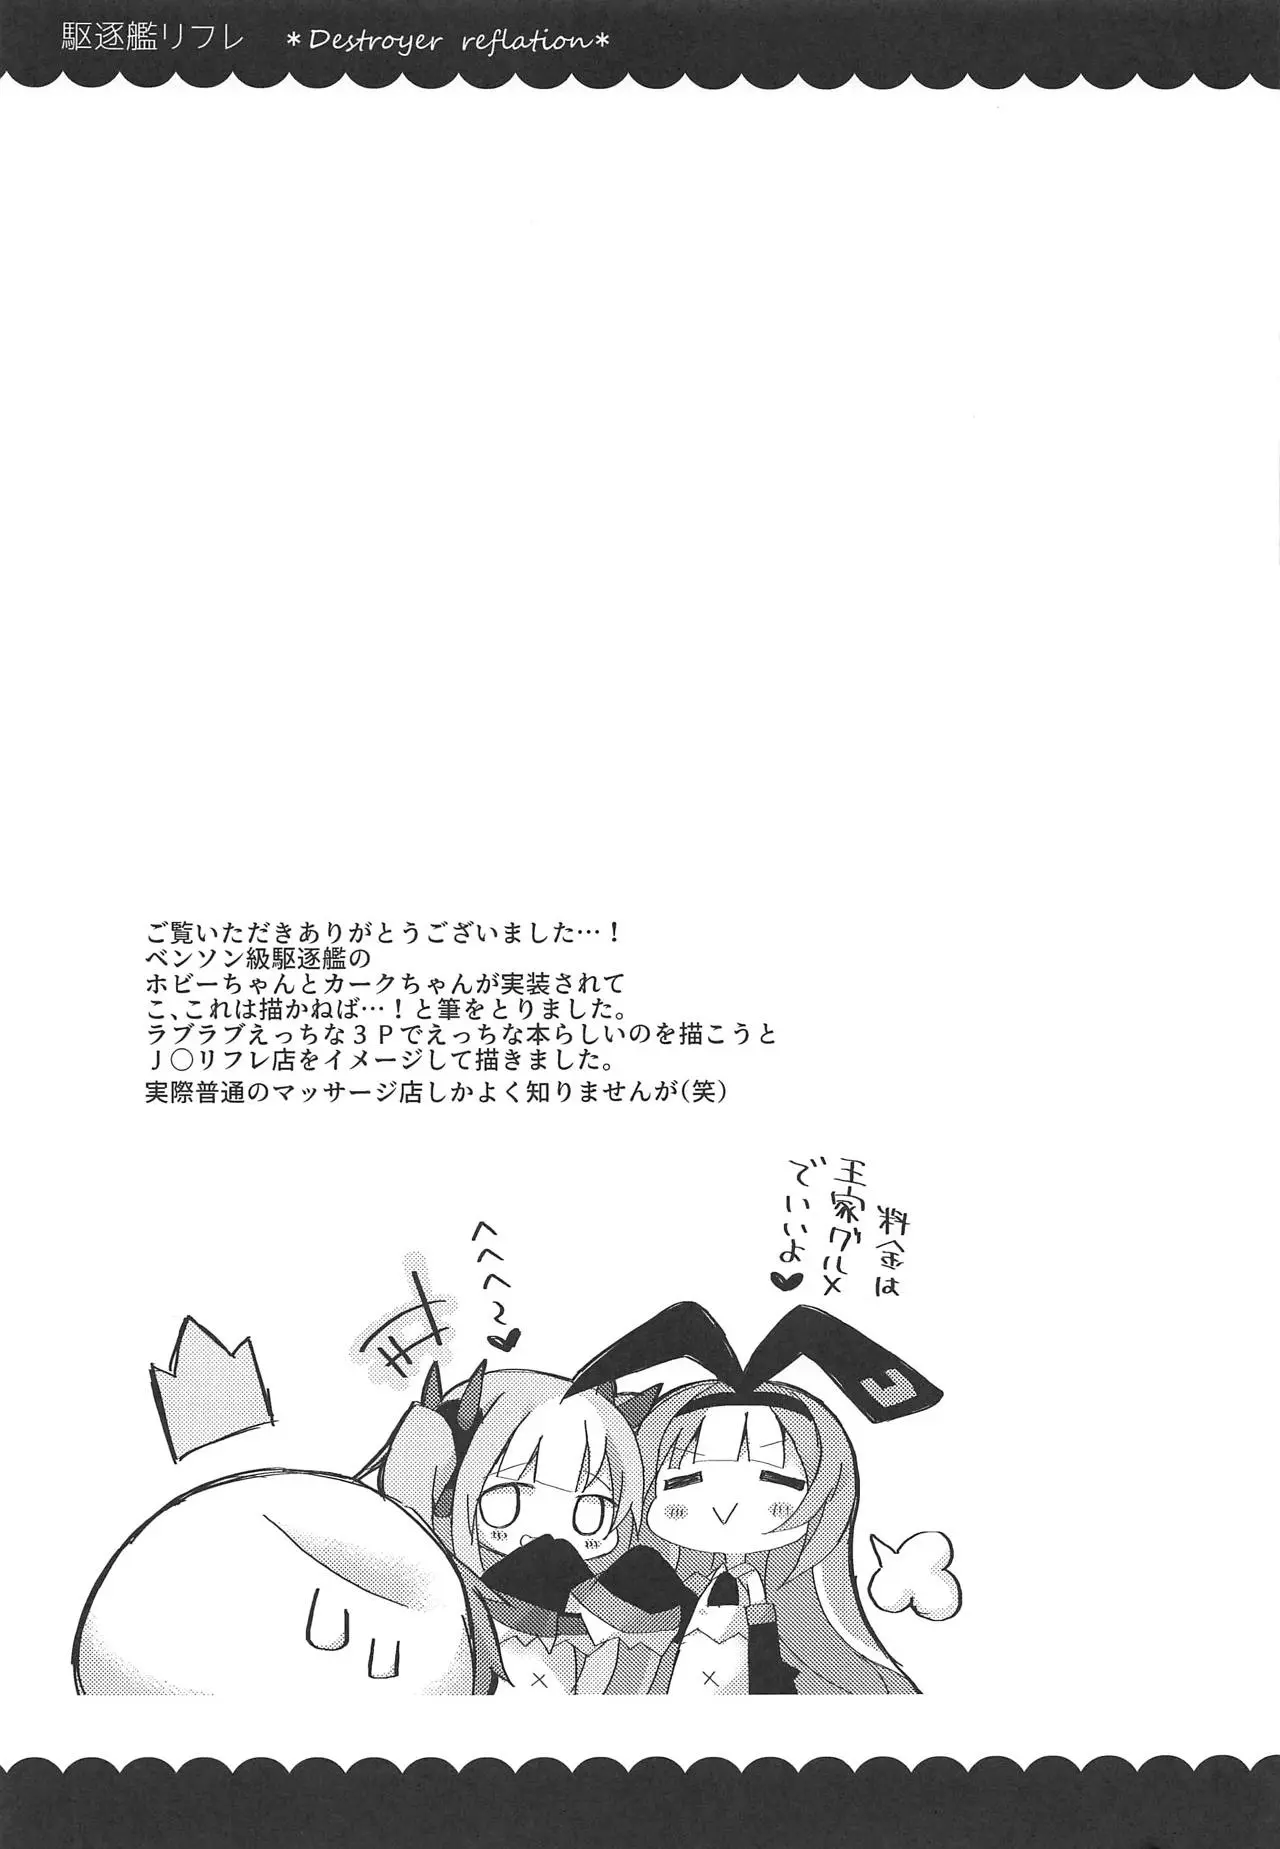 駆逐艦リフレ *Destroyer reflation*
ご覧いただきありがとうございました…！
ベンソン級駆逐艦の
ホビーちゃんとカークちゃんが実装されて
こ、これは描かねば…！と筆をとりました。
ラブラブえっちな３Ｐでえっちな本らしいのを描こうと
Ｊ〇リフレ店をイメージして描きました。
実際普通のマッサージ店しかよく知りませんが（笑）
料金は
王家グルメ
でいいよ♥
へへへ〜♥